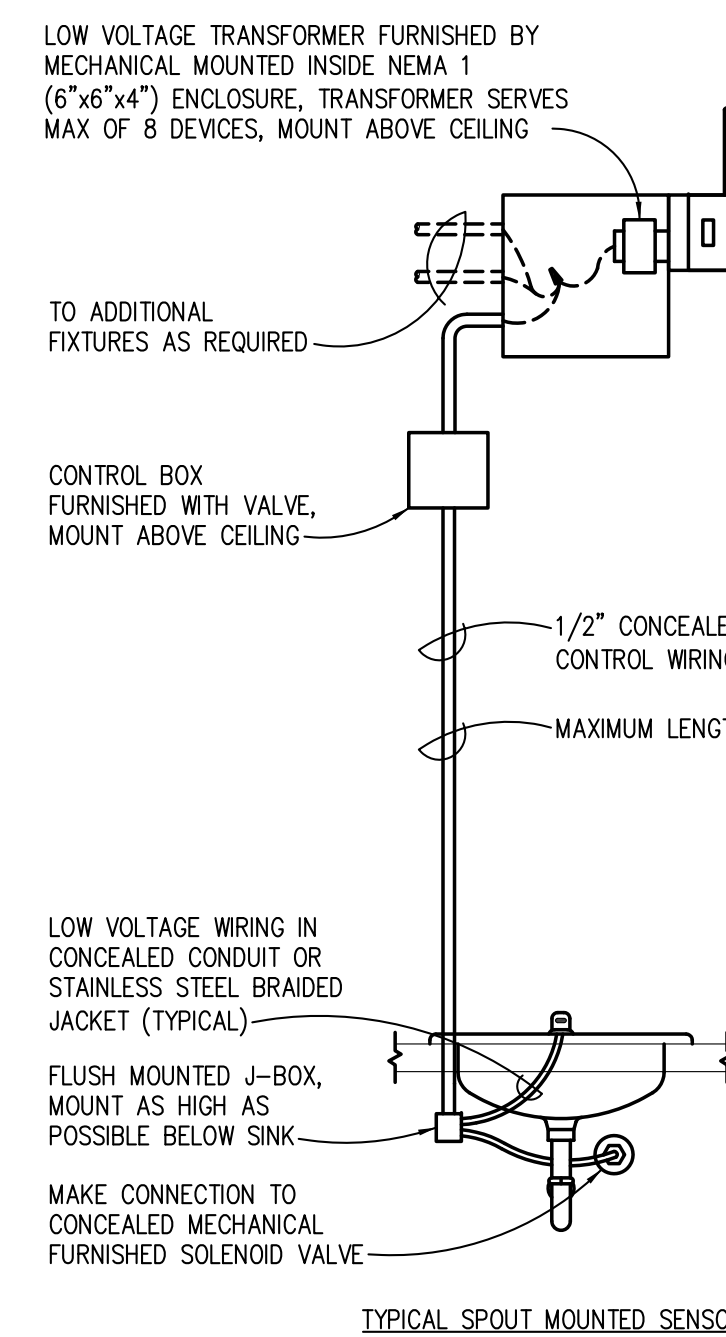 LOW VOLTAGE TRANSFORMER FURNISHED BY
MECHANICAL MOUNTED INSIDE NEMA 1
(6"x6"x4") ENCLOSURE, TRANSFORMER SERVES
MAX OF 8 DEVICES, MOUNT ABOVE CEILING
TO ADDITIONAL
FIXTURES AS REQUIRED
CONTROL BOX
FURNISHED WITH VALVE,
MOUNT ABOVE CEILING
1/2" CONCEALE
CONTROL WIRING
MAXIMUM LENGT
LOW VOLTAGE WIRING IN
CONCEALED CONDUIT OR
STAINLESS STEEL BRAIDED
JACKET (TYPICAL)
FLUSH MOUNTED J-BOX,
MOUNT AS HIGH AS
POSSIBLE BELOW SINK
MAKE CONNECTION TO
CONCEALED MECHANICAL
FURNISHED SOLENOID VALVE
TYPICAL SPOUT MOUNTED SENSO